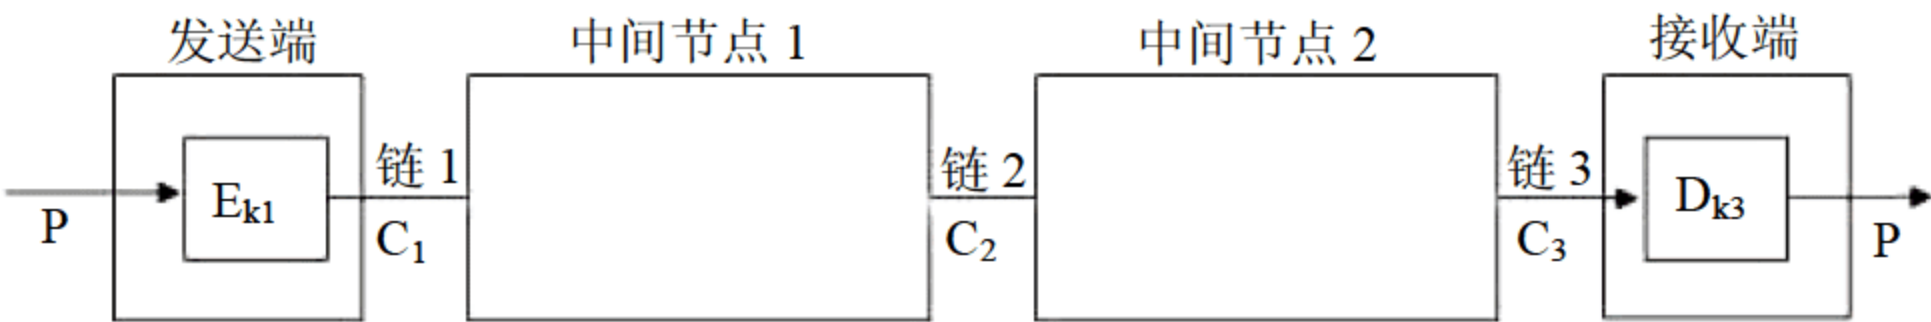 发送端
中间节点 1
中间节点 2
接收端
P
Ek1
链 1
C1
链 2
C2
链 3
C3
Dk3
P